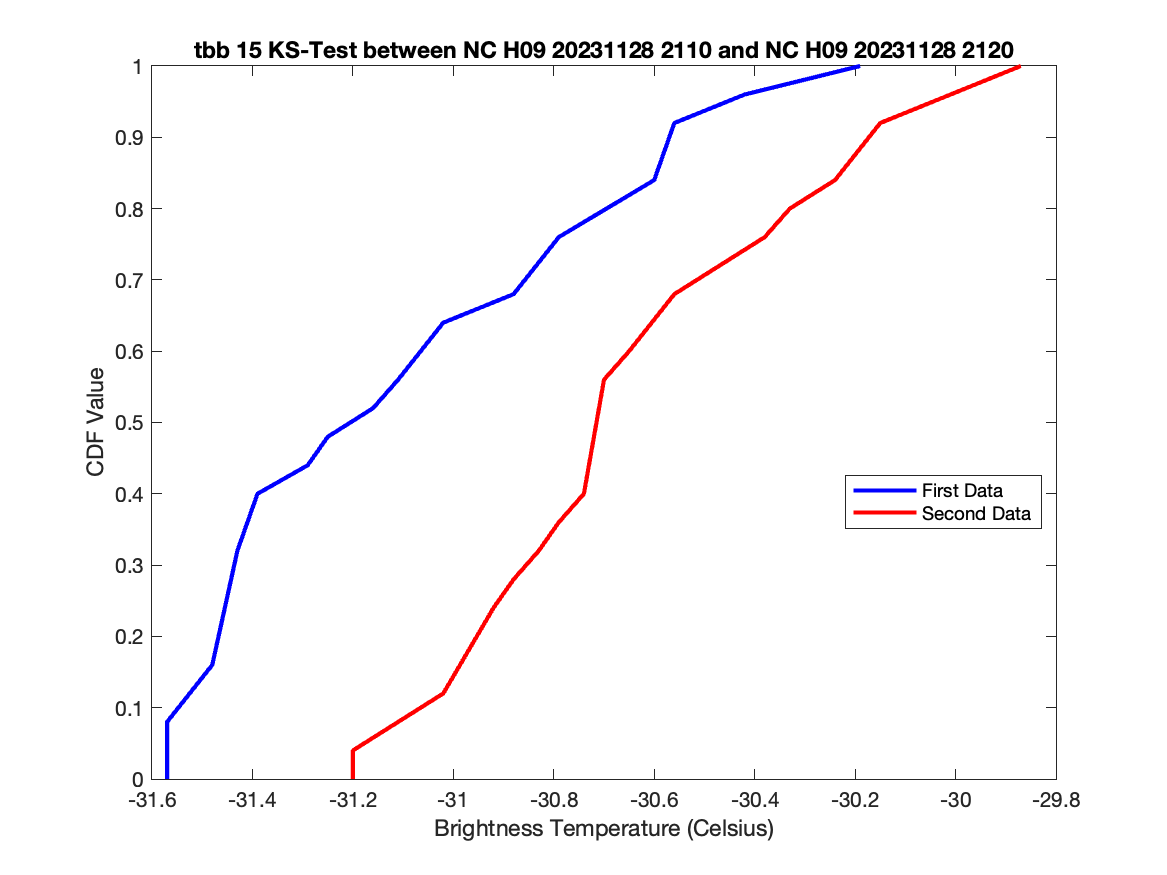 tbb 15 KS-Test between NC H09 20231128 2110 and NC H09 20231128 2120
1
0.9
0.8
0.7
0.6
0.5
0.4
0.3
0.2
0.1
0
CDF Value
First Data
Second Data
-31.6 -31.4 -31.2 -31 -30.8 -30.6 -30.4 -30.2 -30 -29.8
Brightness Temperature (Celsius)